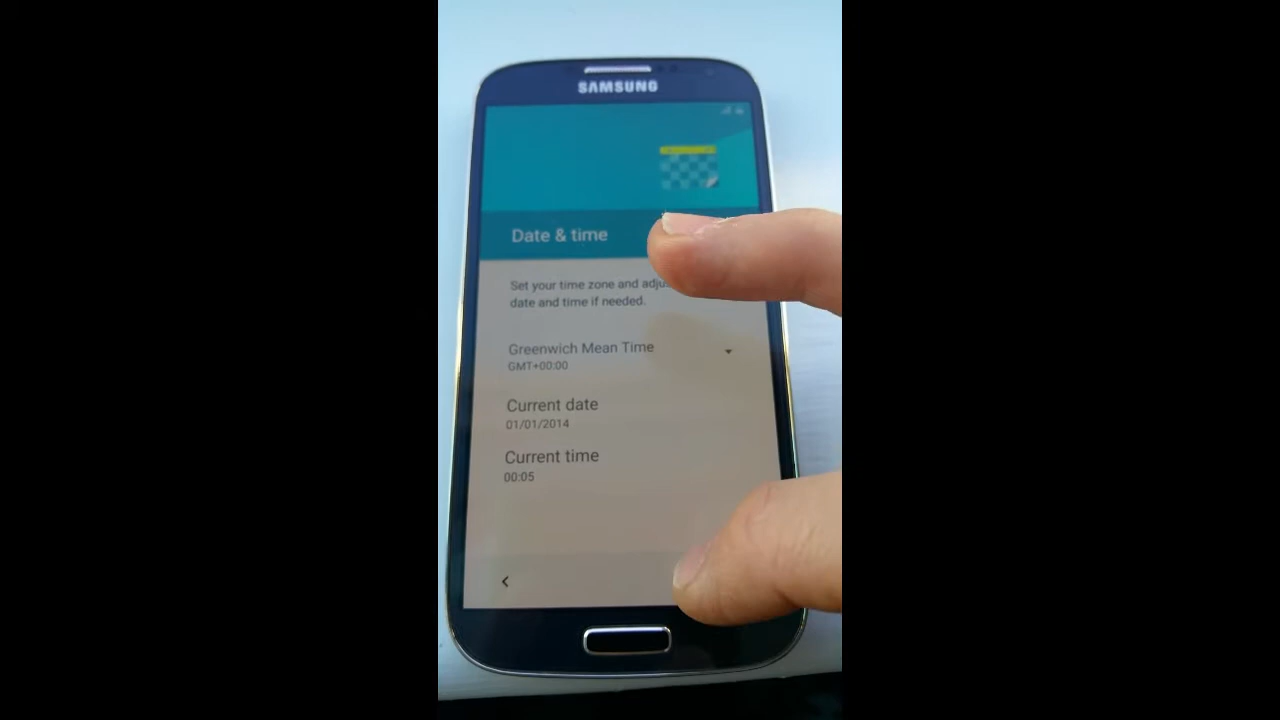 SAMSUNG
Date & time
Set your time zone and
date and time if needed.
Greenwich Mean Time
GMT+00:00
Current date
01/01/2014
Current time
00:05